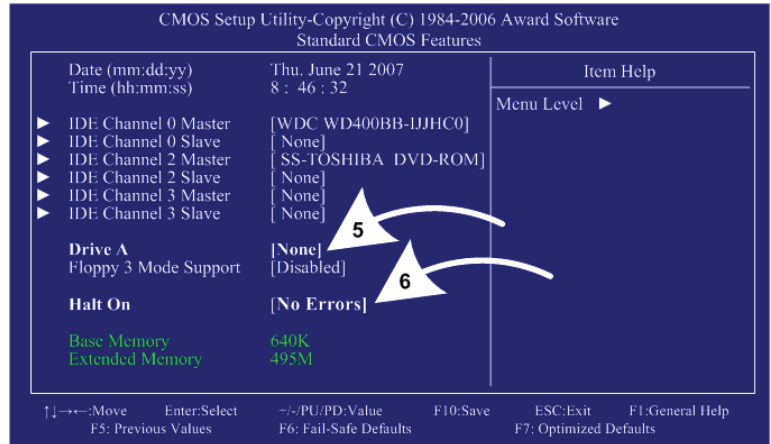 CMOS Setup Utility-Copyright (C) 1984-2006 Award Software
Standard CMOS Features
Date (mm:dd:yy) Thu. June 21 2007
Time (hh:mm:ss) 8 : 46 : 32
Item Help
Menu Level ►
► IDE Channel 0 Master [WDC WD400BB-IJJHC0]
► IDE Channel 0 Slave [ None]
► IDE Channel 2 Master [ SS-TOSHIBA DVD-ROM]
► IDE Channel 2 Slave [ None]
► IDE Channel 3 Master [ None]
► IDE Channel 3 Slave [ None]
5
Drive A [None]
Floppy 3 Mode Support [Disabled]
6
Halt On [No Errors]
Base Memory 640K
Extended Memory 495M
↑↓→←:Move Enter:Select +/-/PU/PD:Value F10:Save ESC:Exit F1:General Help
F5: Previous Values F6: Fail-Safe Defaults F7: Optimized Defaults